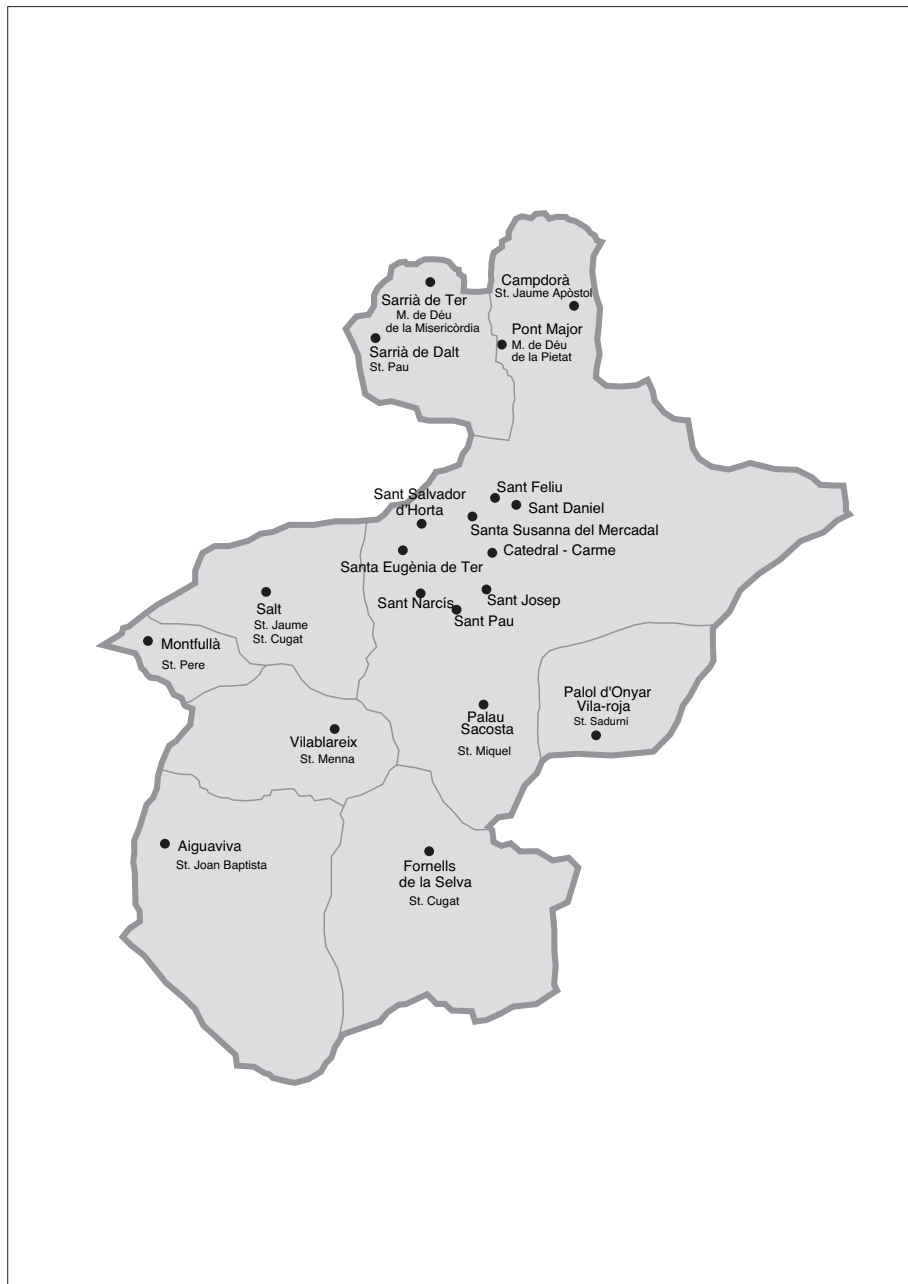 Campdorà
St. Jaume Apòstol
Sarrià de Ter
M. de Déu
de la Misericòrdia
Pont Major
M. de Déu
de la Pietat
Sarrià de Dalt
St. Pau
Sant Feliu
Sant Salvador
d'Horta
Sant Daniel
Santa Susanna del Mercadal
Catedral - Carme
Santa Eugènia de Ter
Sant Narcís
Sant Josep
Sant Pau
Salt
St. Jaume
St. Cugat
Montfullà
St. Pere
Palol d'Onyar
Vila-roja
St. Sadurní
Palau
Sacosta
St. Miquel
Vilablareix
St. Menna
Aiguaviva
St. Joan Baptista
Fornells
de la Selva
St. Cugat